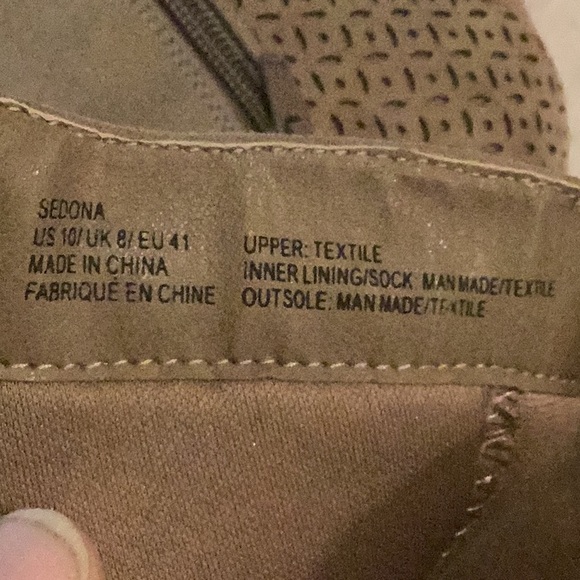 SEDONA
US 10/ UK 8/ EU 41
MADE IN CHINA
FABRIQUÉ EN CHINE
UPPER: TEXTILE
INNER LINING/SOCK: MAN MADE/TEXTILE
OUTSOLE: MAN MADE/TEXTILE